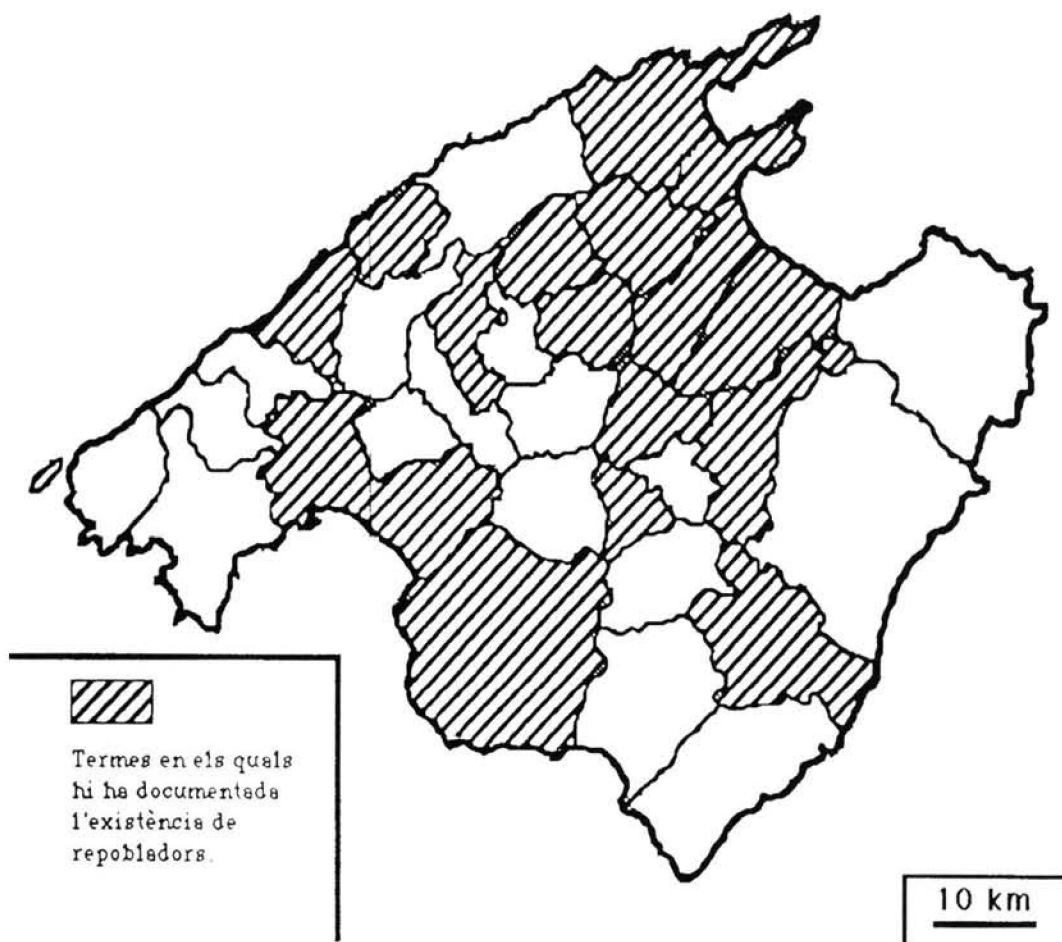 Termes en els quals
hi ha documentada
l'existència de
repobladors.
10 km